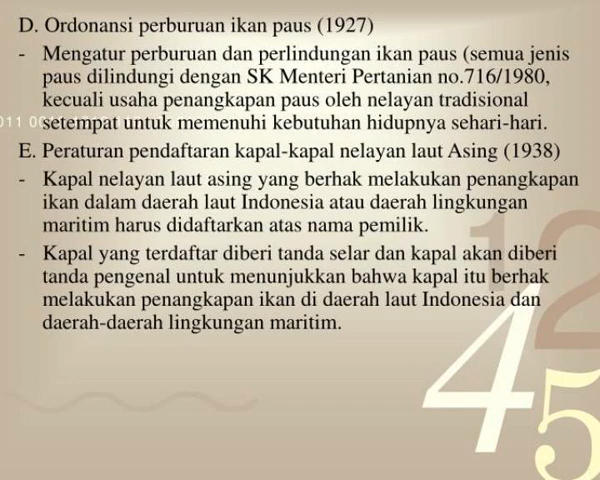 D. Ordonansi perburuan ikan paus (1927)
- Mengatur perburuan dan perlindungan ikan paus (semua jenis
paus dilindungi dengan SK Menteri Pertanian no.716/1980,
kecuali usaha penangkapan paus oleh nelayan tradisional
setempat untuk memenuhi kebutuhan hidupnya sehari-hari.
E. Peraturan pendaftaran kapal-kapal nelayan laut Asing (1938)
- Kapal nelayan laut asing yang berhak melakukan penangkapan
ikan dalam daerah laut Indonesia atau daerah lingkungan
maritim harus didaftarkan atas nama pemilik.
- Kapal yang terdaftar diberi tanda selar dan kapal akan diberi
tanda pengenal untuk menunjukkan bahwa kapal itu berhak
melakukan penangkapan ikan di daerah laut Indonesia dan
daerah-daerah lingkungan maritim.
12
45